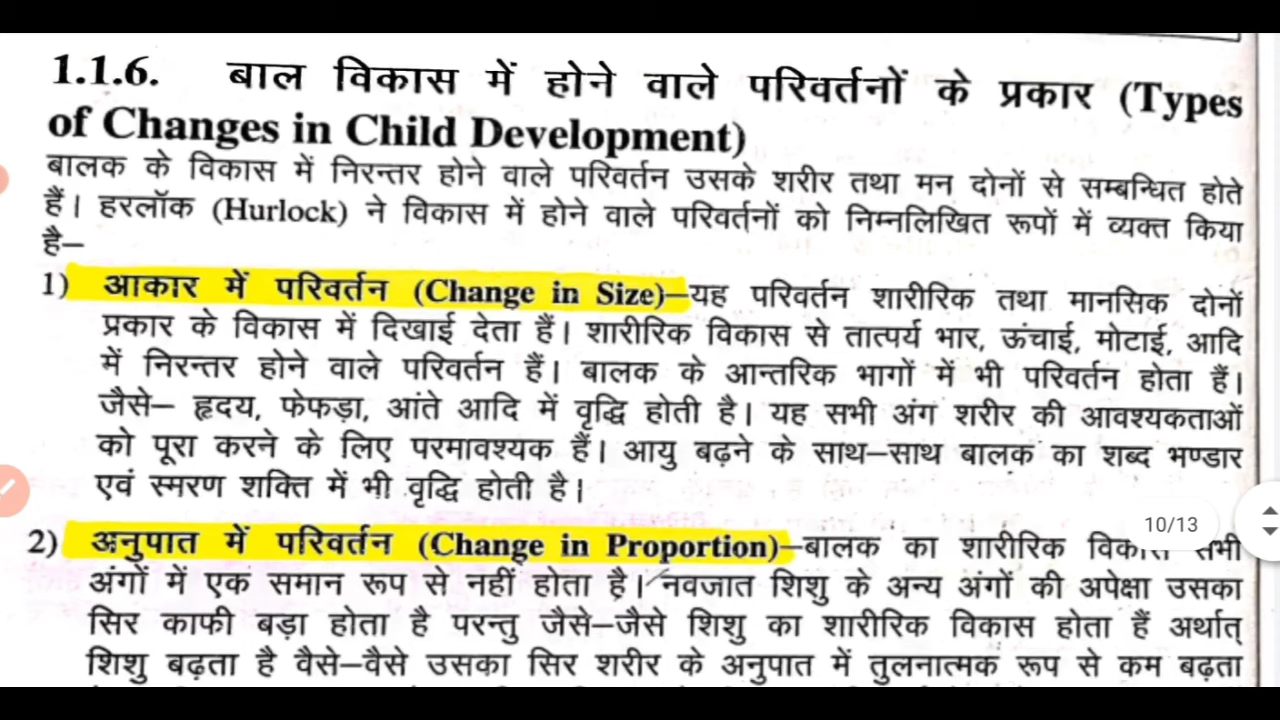 1.1.6. बाल विकास में होने वाले परिवर्तनों के प्रकार (Types
of Changes in Child Development)
बालक के विकास में निरन्तर होने वाले परिवर्तन उसके शरीर तथा मन दोनों से सम्बन्धित होते
हैं। हरलॉक (Hurlock) ने विकास में होने वाले परिवर्तनों को निम्नलिखित रूपों में व्यक्त किया
है–
1) आकार में परिवर्तन (Change in Size)–यह परिवर्तन शारीरिक तथा मानसिक दोनों
प्रकार के विकास में दिखाई देता हैं। शारीरिक विकास से तात्पर्य भार, ऊंचाई, मोटाई, आदि
में निरन्तर होने वाले परिवर्तन हैं। बालक के आन्तरिक भागों में भी परिवर्तन होता हैं।
जैसे– हृदय, फेफड़ा, आंते आदि में वृद्धि होती है। यह सभी अंग शरीर की आवश्यकताओं
को पूरा करने के लिए परमावश्यक हैं। आयु बढ़ने के साथ–साथ बालक का शब्द भण्डार
एवं स्मरण शक्ति में भी वृद्धि होती है।
10/13
2) अनुपात में परिवर्तन (Change in Proportion)–बालक का शारीरिक विकास सभी
अंगों में एक समान रूप से नहीं होता है। नवजात शिशु के अन्य अंगों की अपेक्षा उसका
सिर काफी बड़ा होता है परन्तु जैसे–जैसे शिशु का शारीरिक विकास होता हैं अर्थात्
शिशु बढ़ता है वैसे–वैसे उसका सिर शरीर के अनुपात में तुलनात्मक रूप से कम बढ़ता